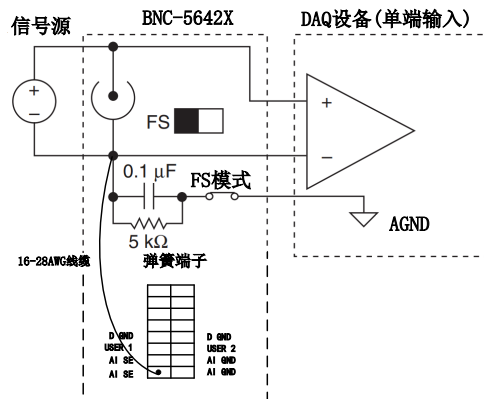 信号源
BNC-5642X
DAQ设备(单端输入)
+
−
FS
+
−
0.1 μF
FS模式
5 kΩ
AGND
16-28AWG线缆
弹簧端子
D GND
D GND
USER 1
USER 2
AI SE
AI GND
AI SE
AI GND